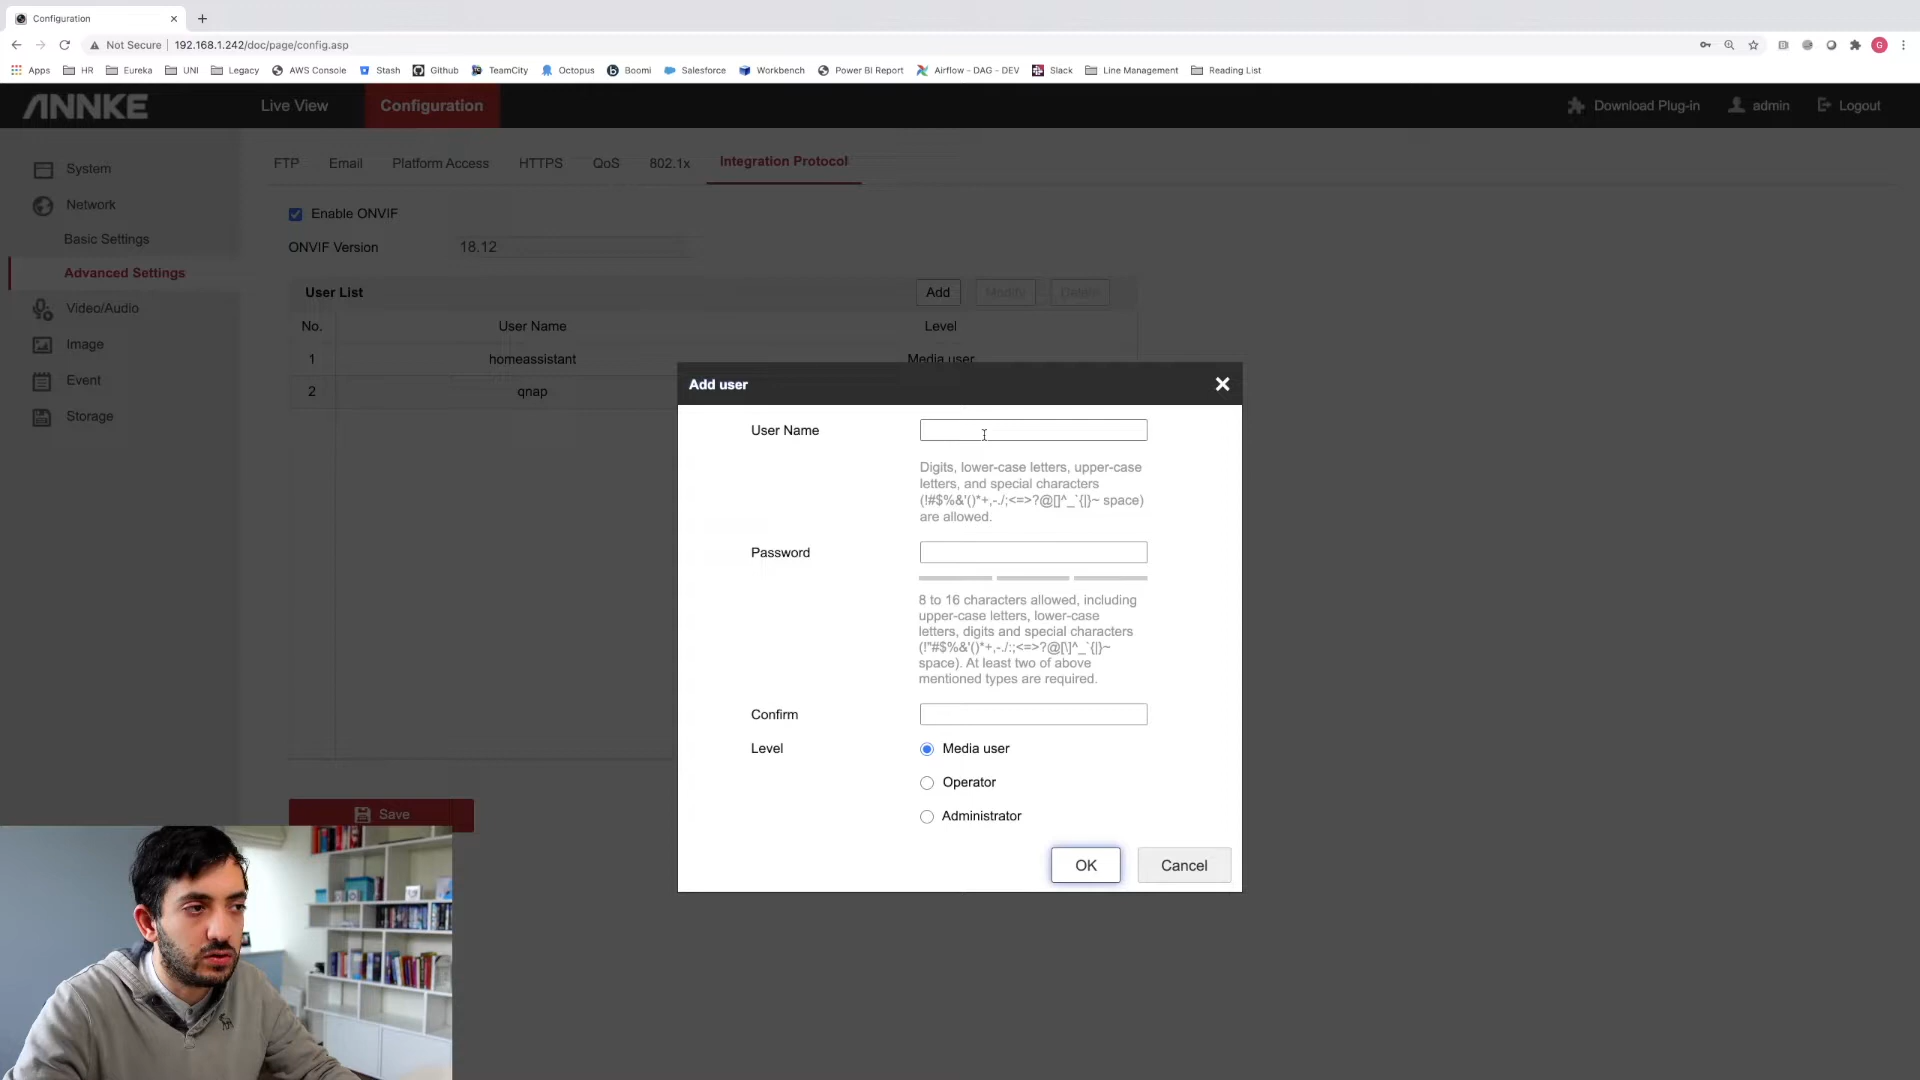 Configuration
Not Secure | 192.168.1.242/doc/page/config.asp
G
Apps HR Eureka UNI Legacy AWS Console Stash Github TeamCity Octopus Boomi Salesforce Workbench Power BI Report Airflow - DAG - DEV Slack Line Management Reading List
ANNKE Live View Configuration Download Plug-in admin Logout
System
Network
Basic Settings
Advanced Settings
Video/Audio
Image
Event
Storage
FTP Email Platform Access HTTPS QoS 802.1x Integration Protocol
Enable ONVIF
ONVIF Version 18.12
User List Add Modify Delete
No. User Name Level
1 homeassistant Media user
2 qnap
Save
Add user
User Name
Digits, lower-case letters, upper-case
letters, and special characters
(!#$%&'()*+,-./;<=>?@[]^_`{|}~ space)
are allowed.
Password
8 to 16 characters allowed, including
upper-case letters, lower-case
letters, digits and special characters
(!"#$%&'()*+,-./:;<=>?@[\]^_`{|}~
space). At least two of above
mentioned types are required.
Confirm
Level Media user
Operator
Administrator
OK Cancel